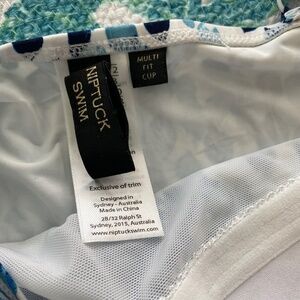 NIPTUCK
SWIM
MULTI
FIT
CUP
Exclusive of trim
Designed in
Sydney - Australia
Made in China
28/32 Ralph St
Sydney, 2015, Australia
www.niptuckswim.com